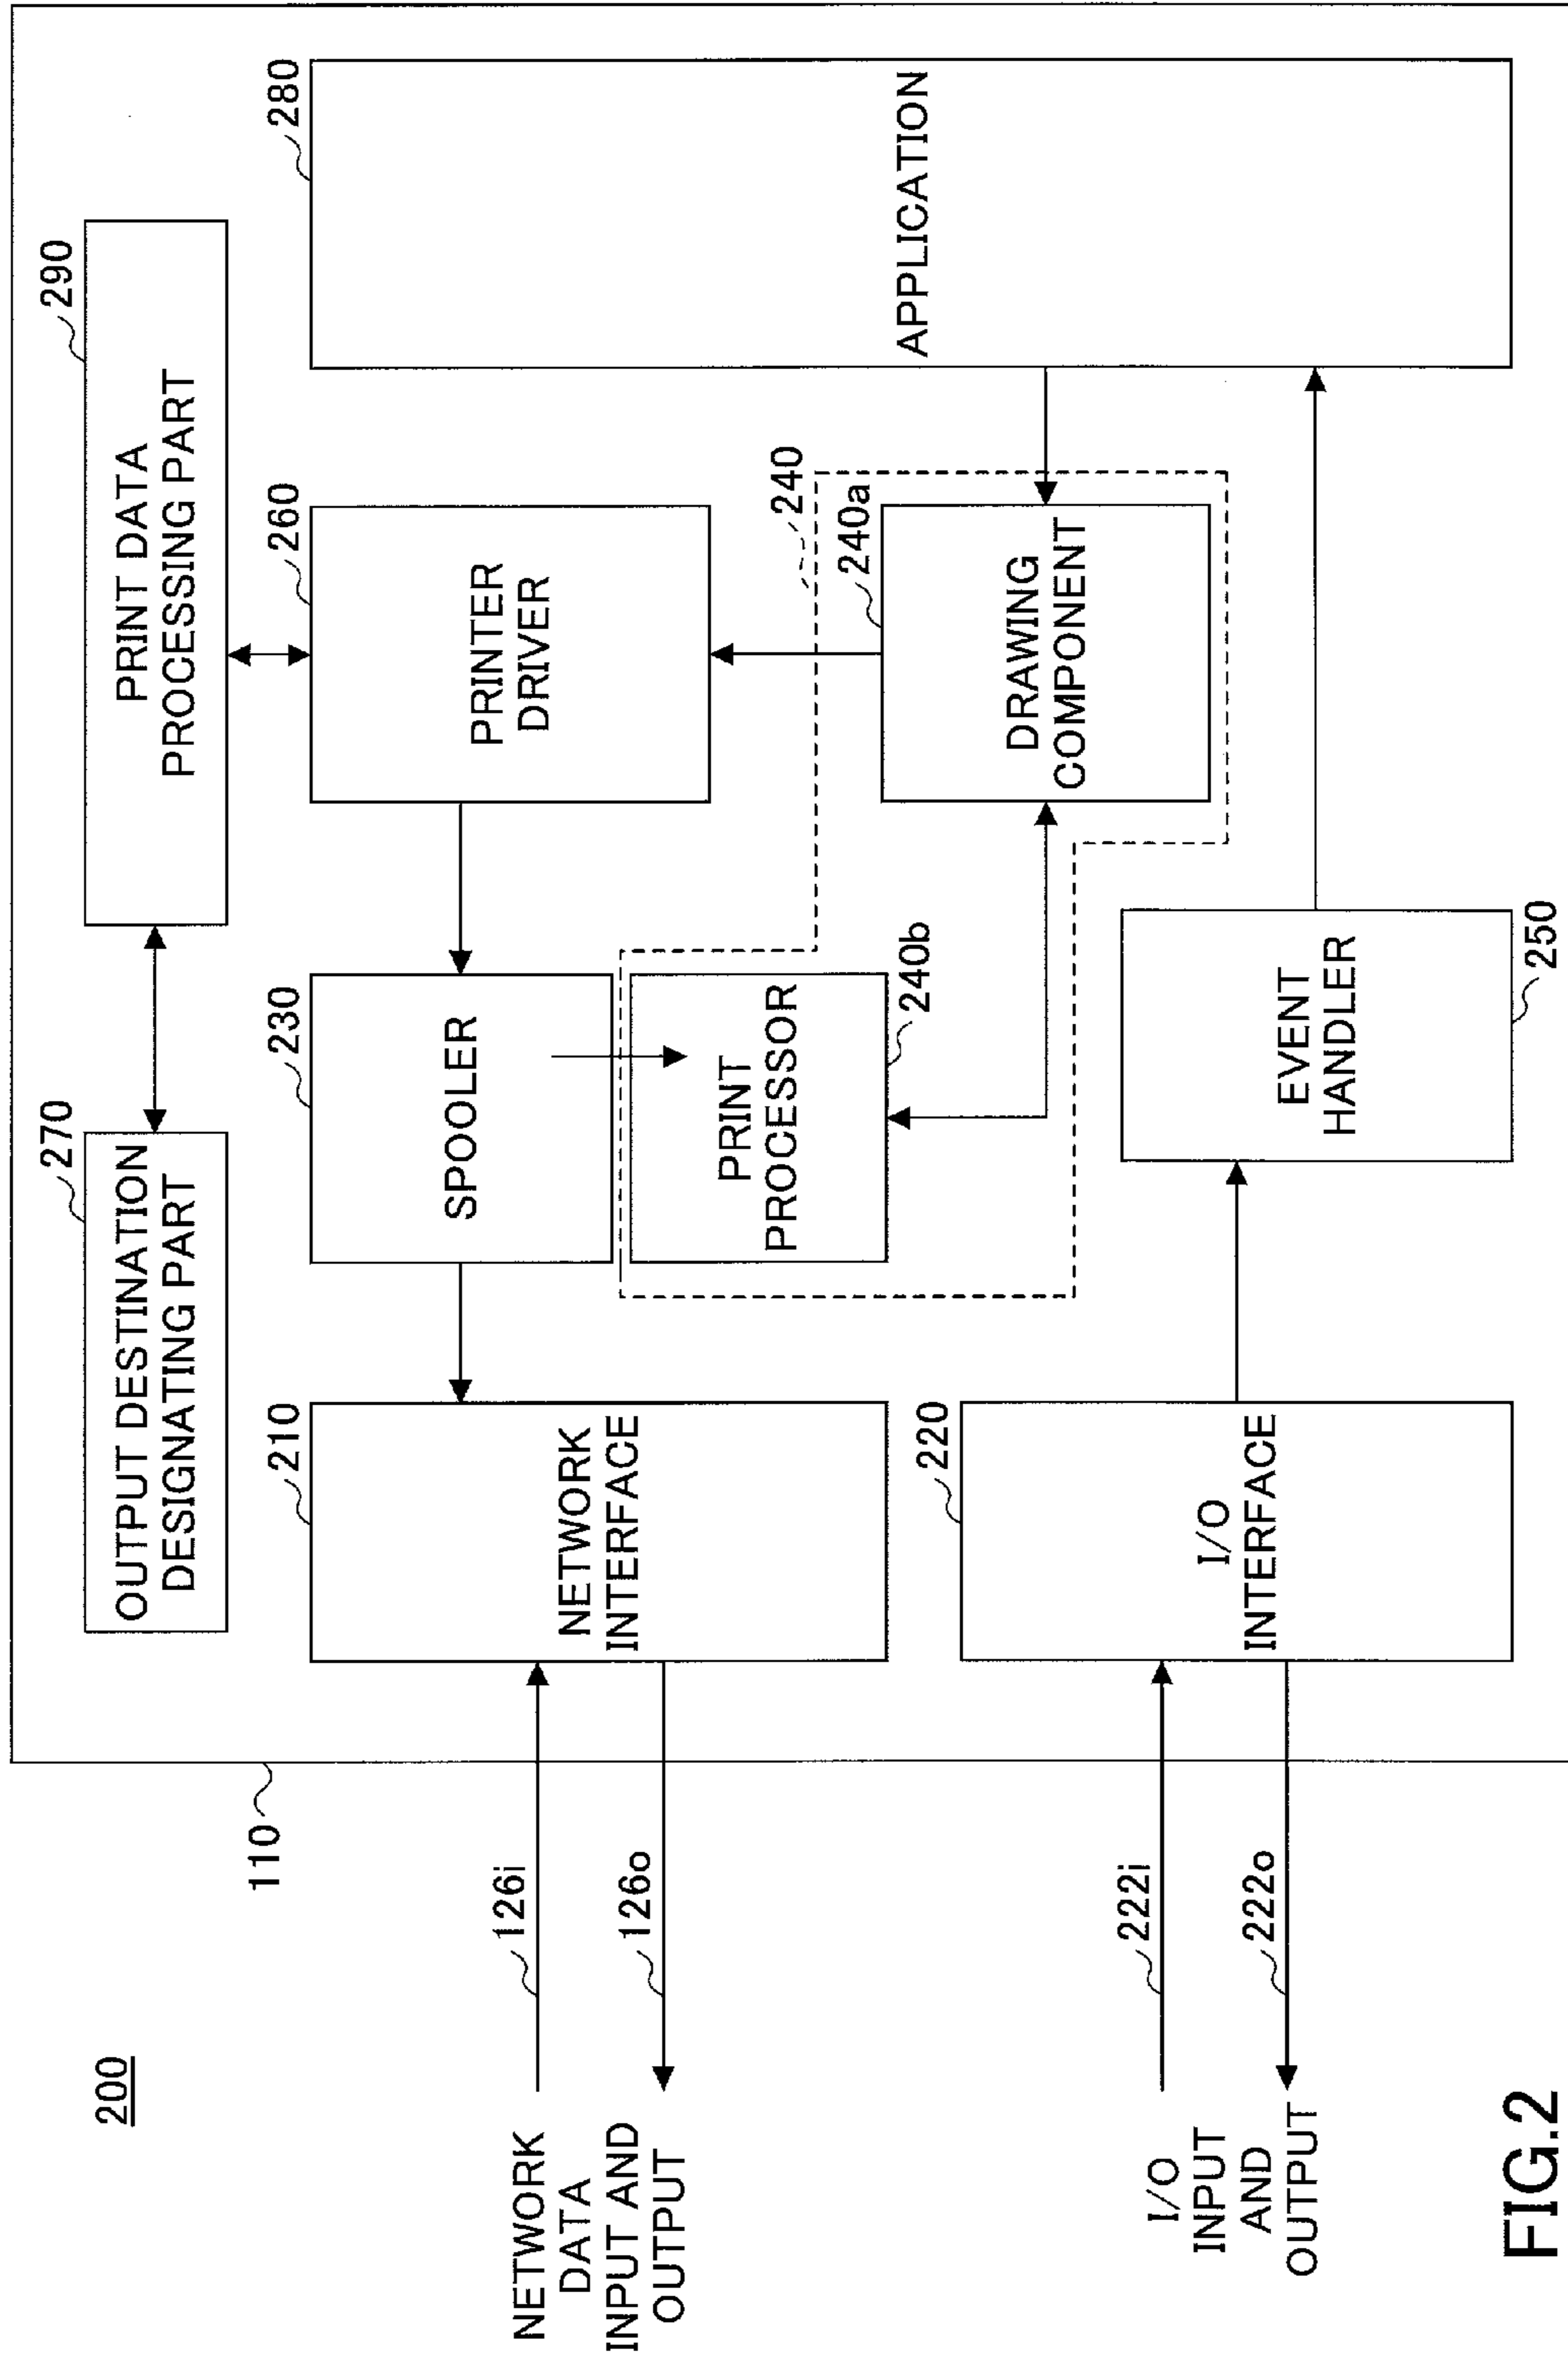 200
110
270
OUTPUT DESTINATION
DESIGNATING PART
290
PRINT DATA
PROCESSING PART
NETWORK
DATA
INPUT AND
OUTPUT
126i
126o
210
NETWORK
INTERFACE
230
SPOOLER
260
PRINTER
DRIVER
280
APPLICATION
240
PRINT
PROCESSOR
240b
240a
DRAWING
COMPONENT
I/O
INPUT
AND
OUTPUT
222i
222o
220
I/O
INTERFACE
EVENT
HANDLER
250
FIG.2